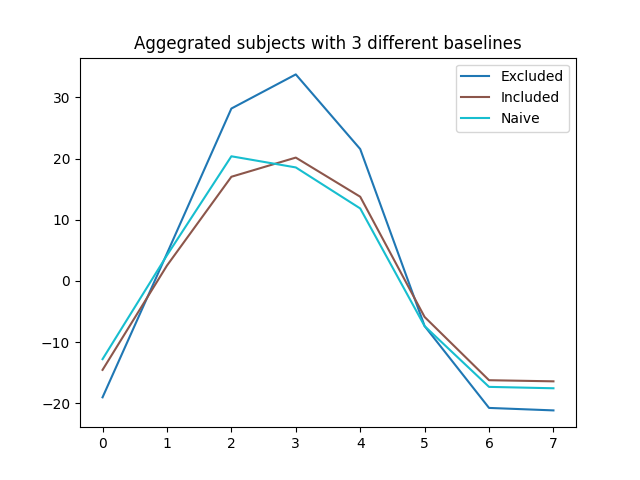 Aggegrated subjects with 3 different baselines
Excluded
Included
Naive
30
20
10
0
−10
−20
0 1 2 3 4 5 6 7